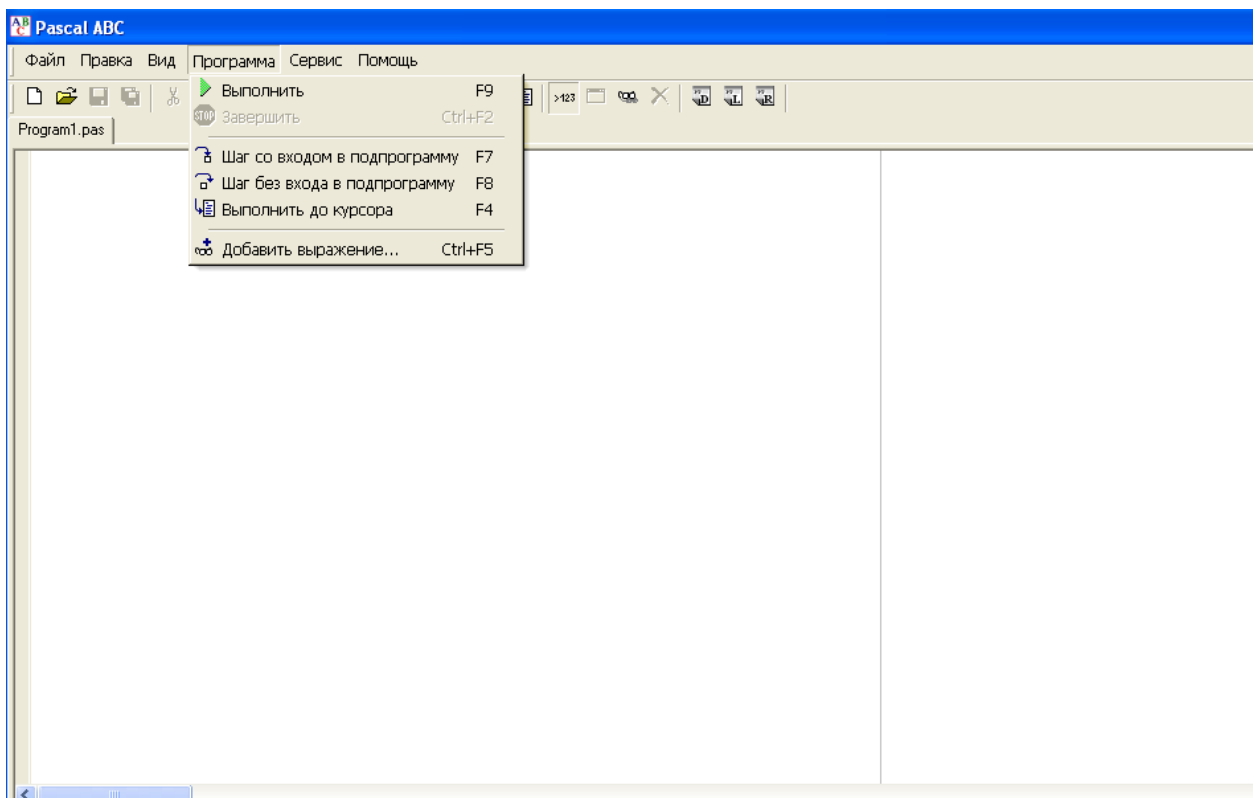 Pascal ABC
Файл Правка Вид Программа Сервис Помощь
Program1.pas
Выполнить F9
Завершить Ctrl+F2
Шаг со входом в подпрограмму F7
Шаг без входа в подпрограмму F8
Выполнить до курсора F4
Добавить выражение... Ctrl+F5
>123
STOP
D L R